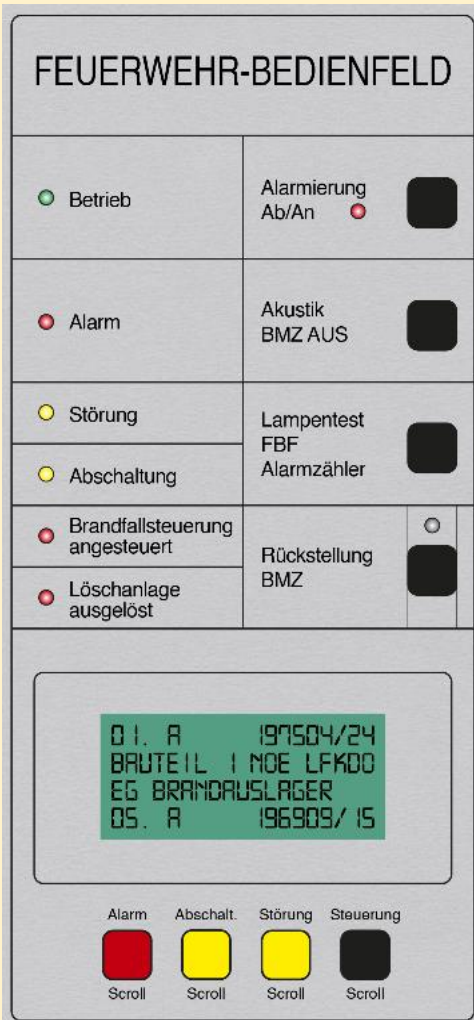 FEUERWEHR-BEDIENFELD
Betrieb
Alarmierung
Ab/An
Alarm
Akustik
BMZ AUS
Störung
Abschaltung
Lampentest
FBF
Alarmzähler
Brandfallsteuerung
angesteuert
Löschanlage
ausgelöst
Rückstellung
BMZ
01. A 197504/24
BAUTEIL 1 NOE LFKDO
EG BRANDAUSLAGER
05. A 196909/15
Alarm Abschalt. Störung Steuerung
Scroll Scroll Scroll Scroll